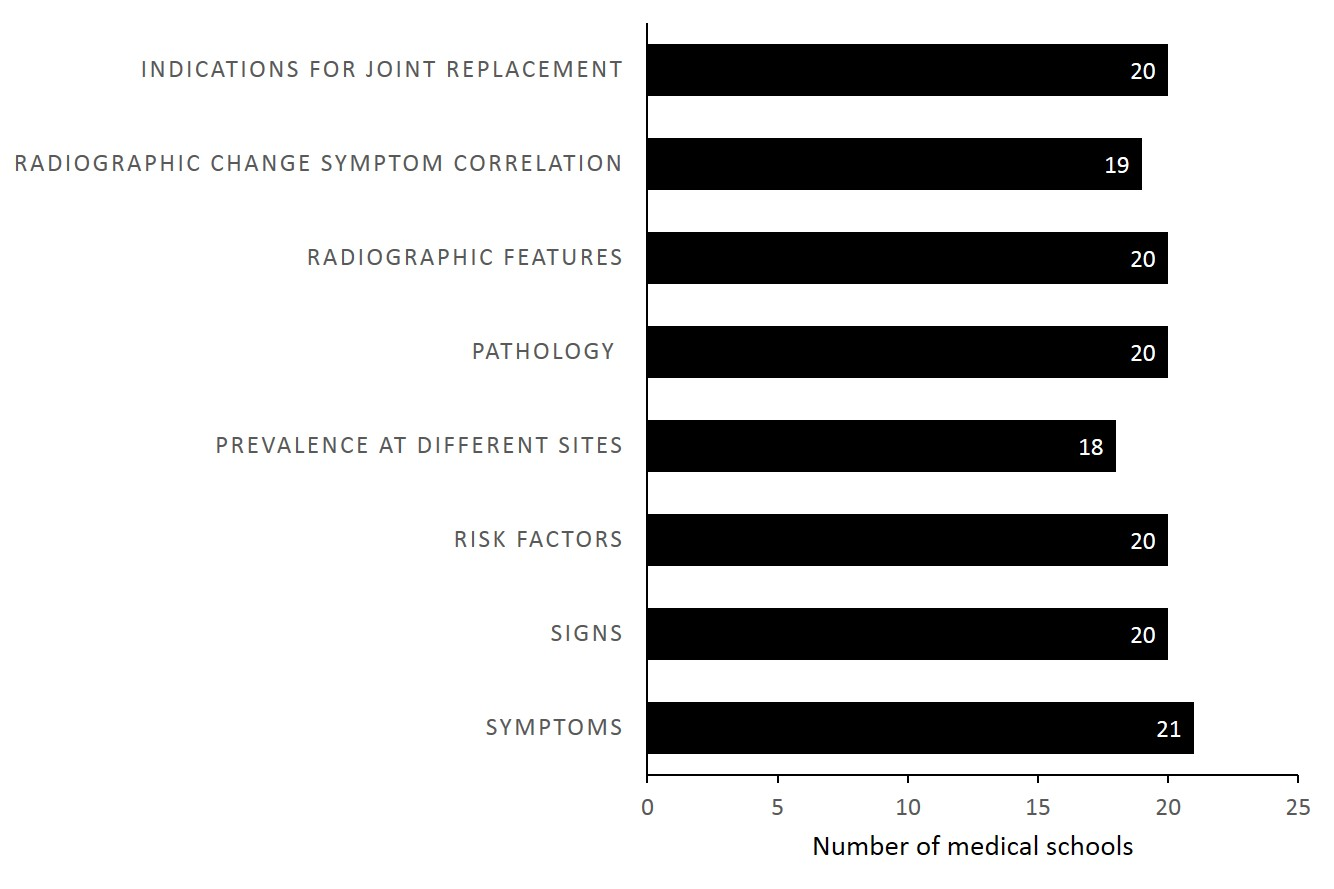 INDICATIONS FOR JOINT REPLACEMENT 20
RADIOGRAPHIC CHANGE SYMPTOM CORRELATION 19
RADIOGRAPHIC FEATURES 20
PATHOLOGY 20
PREVALENCE AT DIFFERENT SITES 18
RISK FACTORS 20
SIGNS 20
SYMPTOMS 21
0 5 10 15 20 25
Number of medical schools